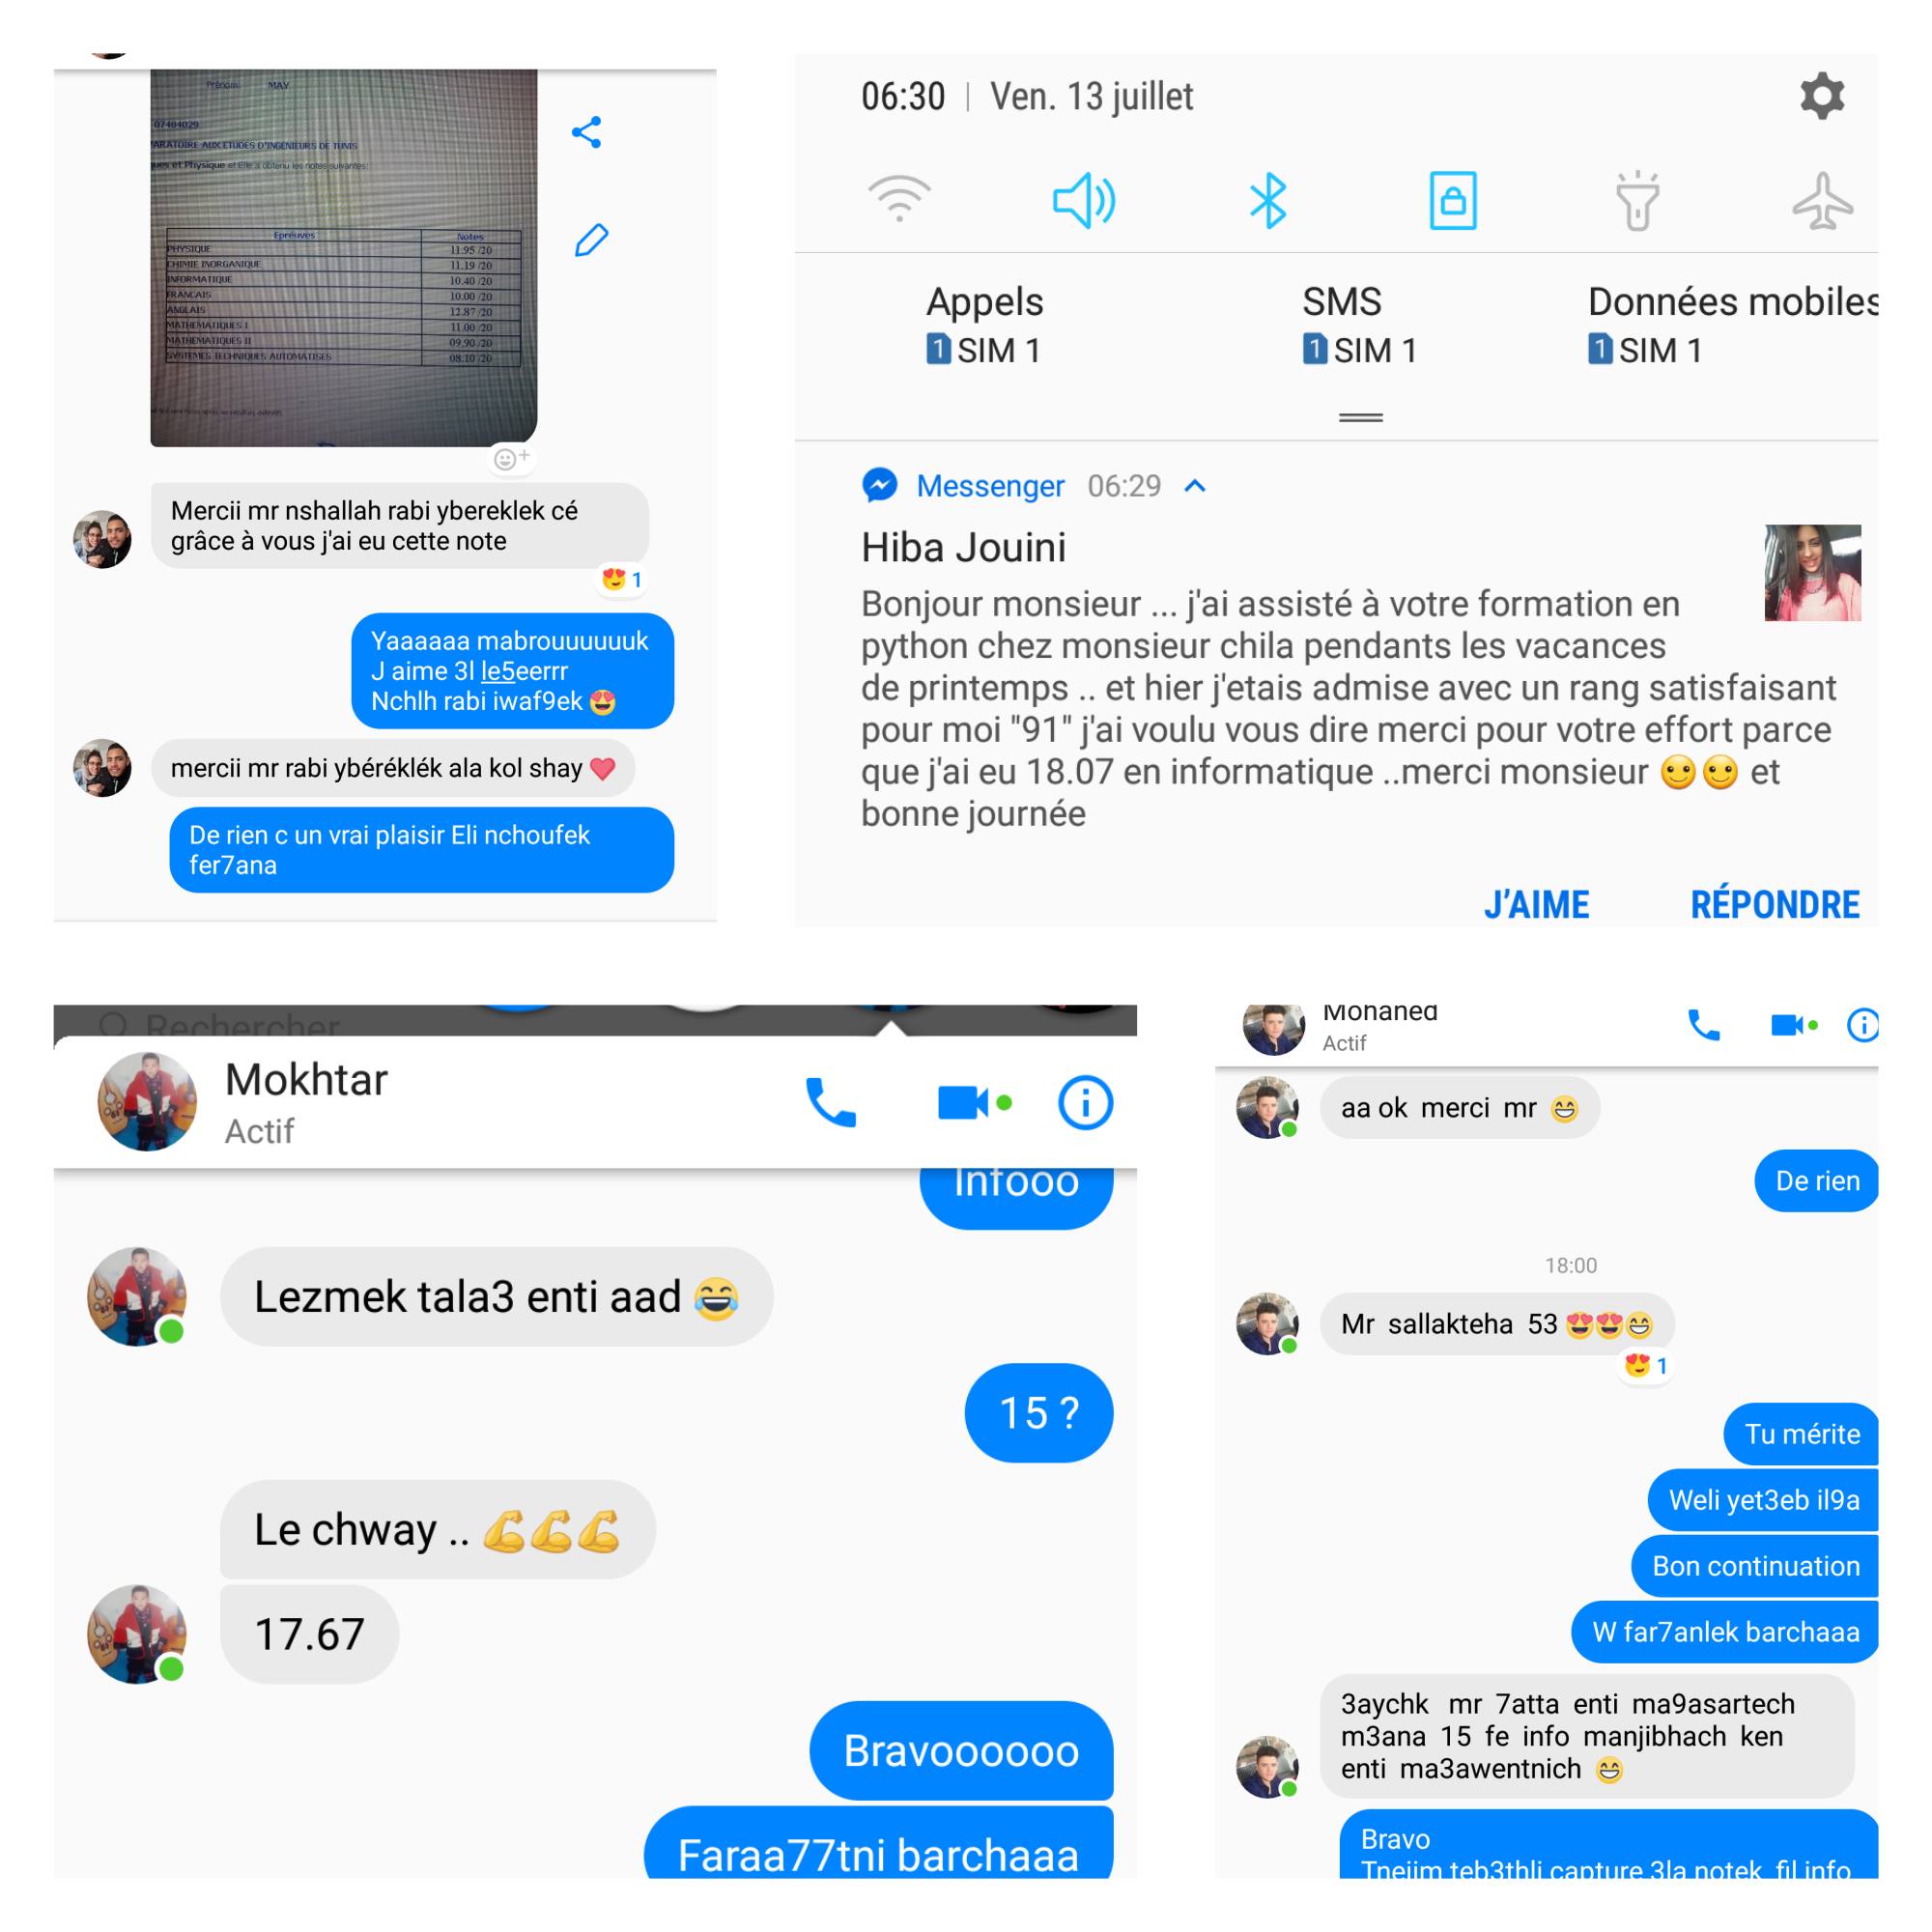 Prénom: MAY
07404029
ARATOIRE AUX ETUDES D'INGENIEURS DE TUNIS
ques et Physique et Elle a obtenu les notes suivantes:
Epreuves Notes
PHYSIQUE 11.95 /20
CHIMIE INORGANIQUE 11.19 /20
INFORMATIQUE 10.40 /20
FRANCAIS 10.00 /20
ANGLAIS 12.87 /20
MATHEMATIQUES I 11.00 /20
MATHEMATIQUES II 09.90 /20
SYSTEMES TECHNIQUES AUTOMATISES 08.10 /20
Mercii mr nshallah rabi ybereklek cé
grâce à vous j'ai eu cette note
😍 1
Yaaaaaa mabrouuuuuuk
J aime 3l le5eerrr
Nchlh rabi iwaf9ek 😍
mercii mr rabi ybéréklék ala kol shay ❤
De rien c un vrai plaisir Eli nchoufek
fer7ana
06:30 | Ven. 13 juillet
Appels SMS Données mobiles
1 SIM 1 1 SIM 1 1 SIM 1
Messenger 06:29
Hiba Jouini
Bonjour monsieur ... j'ai assisté à votre formation en
python chez monsieur chila pendants les vacances
de printemps .. et hier j'etais admise avec un rang satisfaisant
pour moi "91" j'ai voulu vous dire merci pour votre effort parce
que j'ai eu 18.07 en informatique ..merci monsieur 🙂🙂 et
bonne journée
J'AIME RÉPONDRE
Rechercher
Mokhtar
Actif
Infooo
Lezmek tala3 enti aad 😂
15 ?
Le chway .. 💪💪💪
17.67
Bravoooooo
Faraa77tni barchaaa
Mohaned
Actif
aa ok merci mr 😁
De rien
18:00
Mr sallakteha 53 😍😍😁
😍 1
Tu mérite
Weli yet3eb il9a
Bon continuation
W far7anlek barchaaa
3aychk mr 7atta enti ma9asartech
m3ana 15 fe info manjibhach ken
enti ma3awentnich 😁
Bravo
Tnejjm teb3thli capture 3la notek fil info